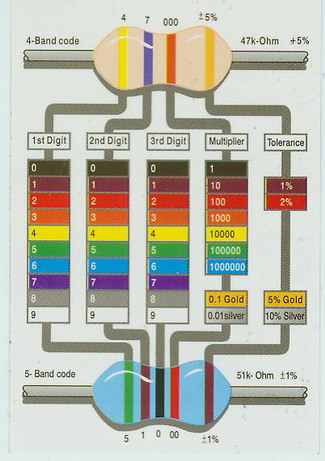 4 7 000 ±5%
4-Band code 47k-Ohm +5%
1st Digit 2nd Digit 3rd Digit Multiplier Tolerance
0 0 0 1
1 1 1 10 1%
2 2 2 100 2%
3 3 3 1000
4 4 4 10000
5 5 5 100000
6 6 6 1000000
7 7 7
8 8 8 0.1 Gold 5% Gold
9 9 9 0.01silver 10% Silver
5- Band code 51k- Ohm ±1%
5 1 0 00 ±1%